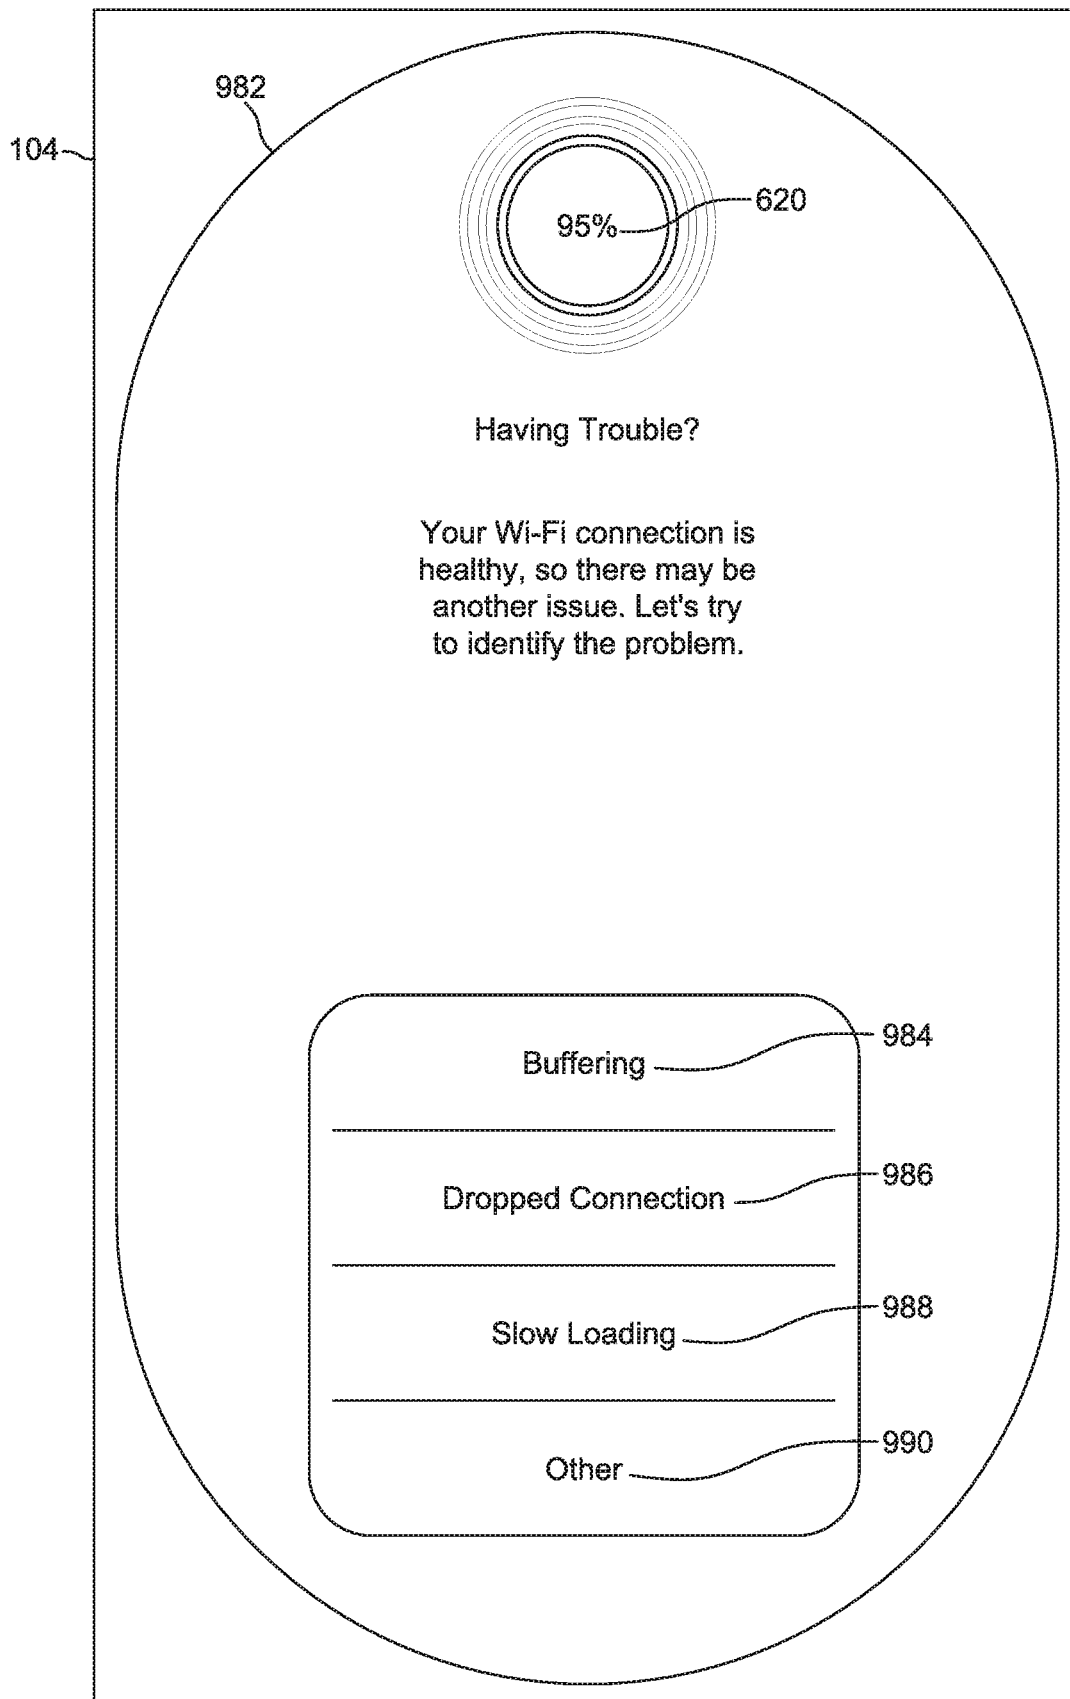 982
104
95%
620
Having Trouble?
Your Wi-Fi connection is
healthy, so there may be
another issue. Let's try
to identify the problem.
984
Buffering
986
Dropped Connection
988
Slow Loading
990
Other